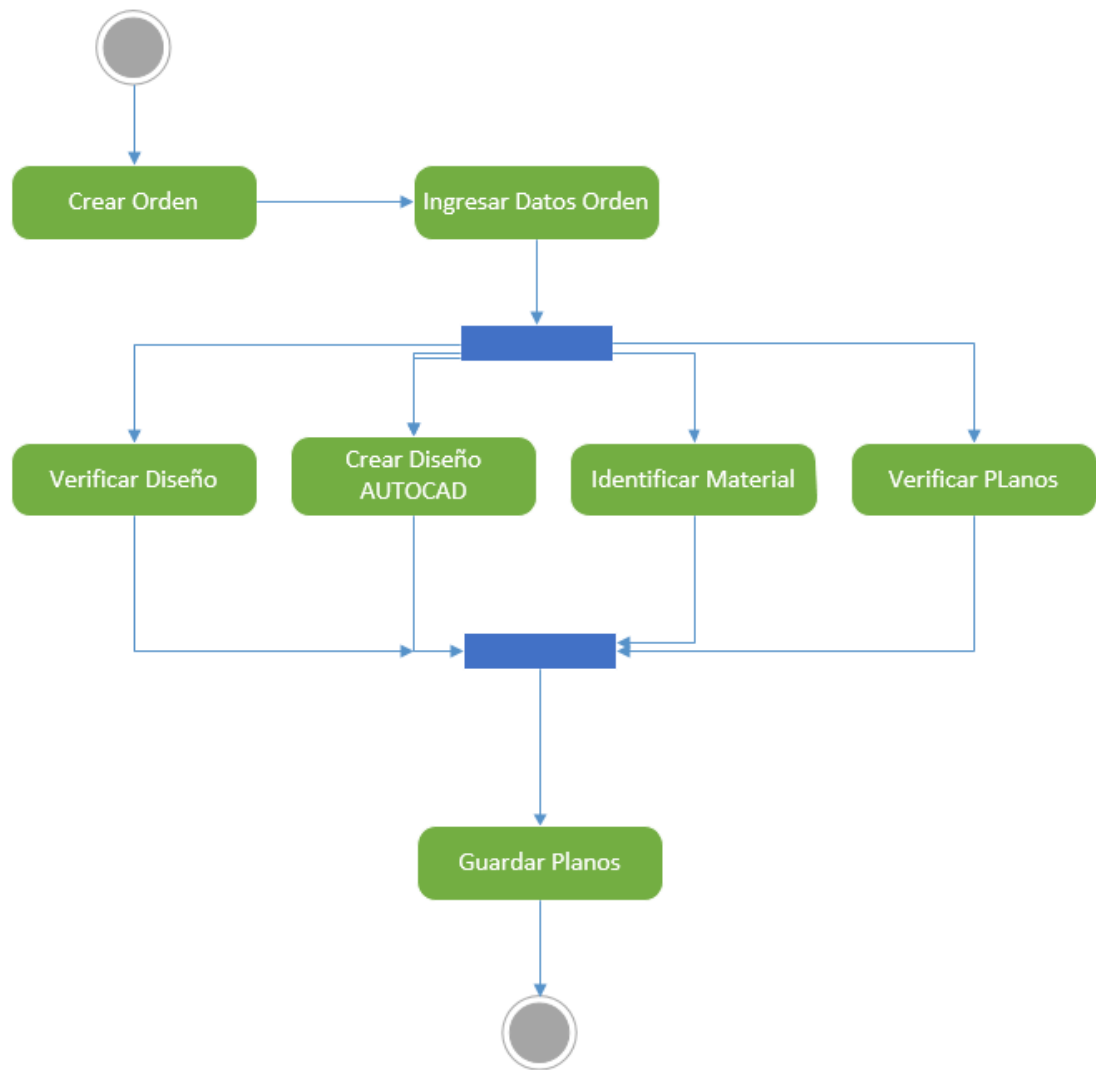 Crear Orden
Ingresar Datos Orden
Verificar Diseño
Crear Diseño
AUTOCAD
Identificar Material
Verificar PLanos
Guardar Planos